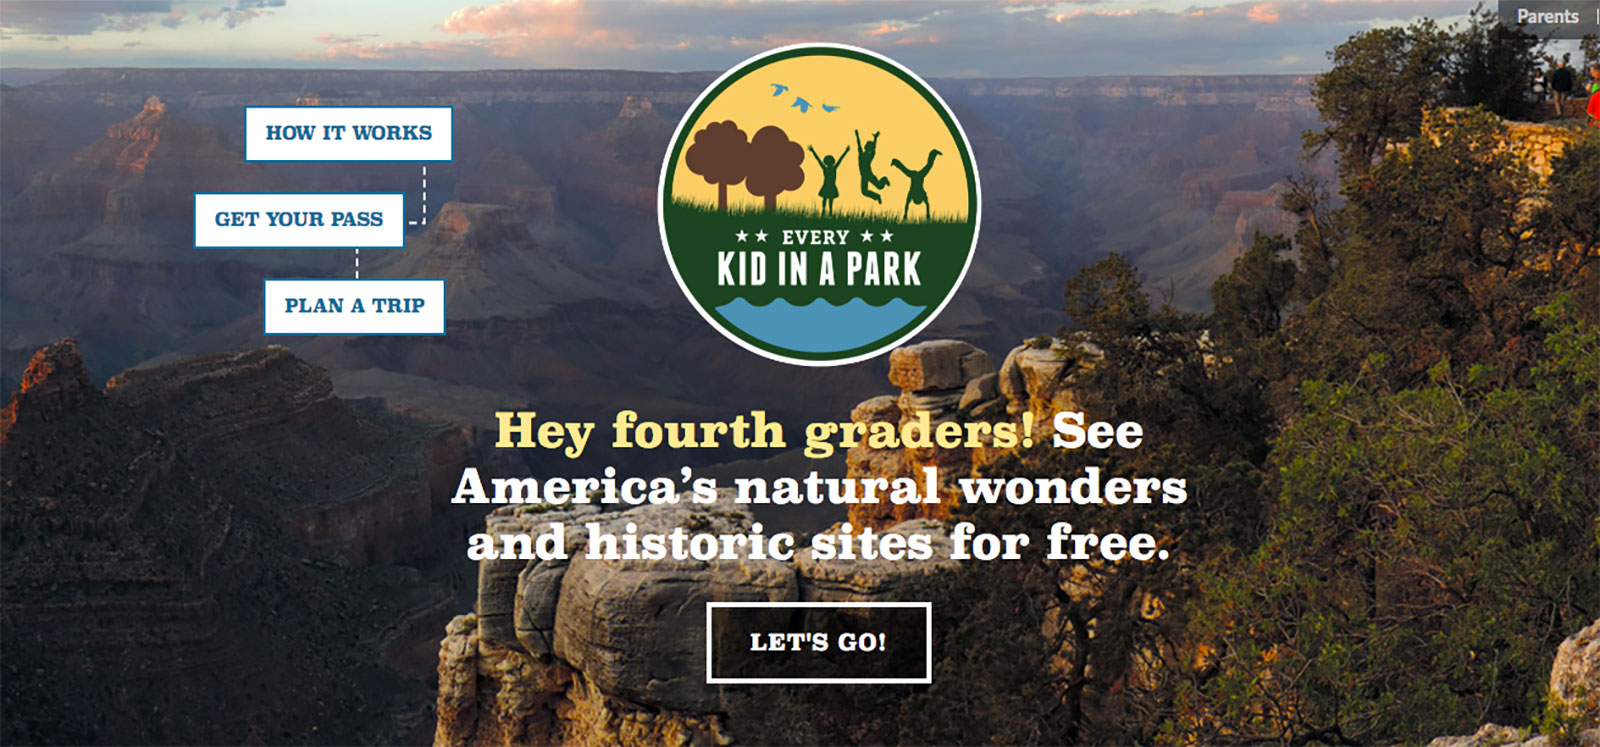 Parents
HOW IT WORKS
GET YOUR PASS
PLAN A TRIP
★★ EVERY ★★
KID IN A PARK
Hey fourth graders! See
America’s natural wonders
and historic sites for free.
LET'S GO!